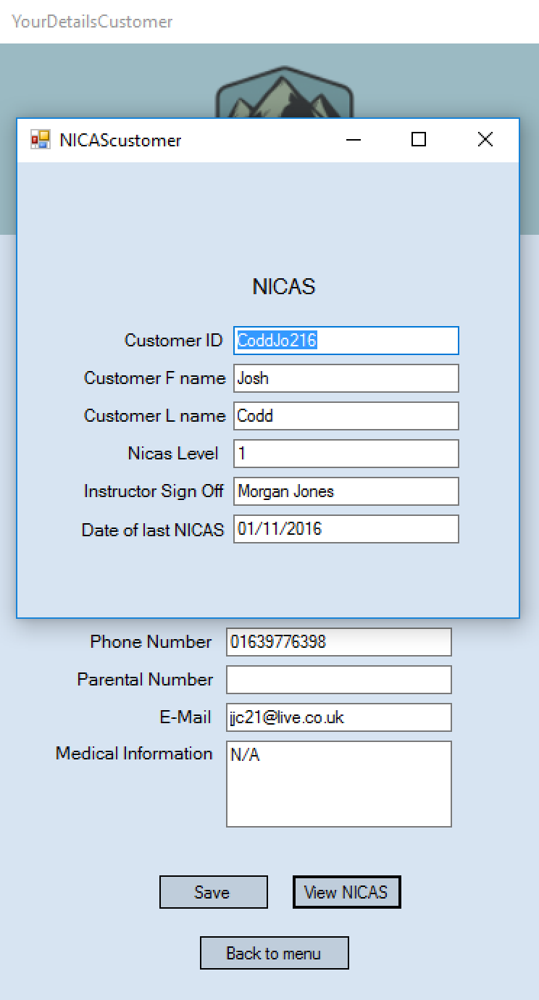 YourDetailsCustomer
NICAScustomer
NICAS
Customer ID CoddJo216
Customer F name Josh
Customer L name Codd
Nicas Level 1
Instructor Sign Off Morgan Jones
Date of last NICAS 01/11/2016
Phone Number 01639776398
Parental Number
E-Mail jjc21@live.co.uk
Medical Information N/A
Save View NICAS
Back to menu